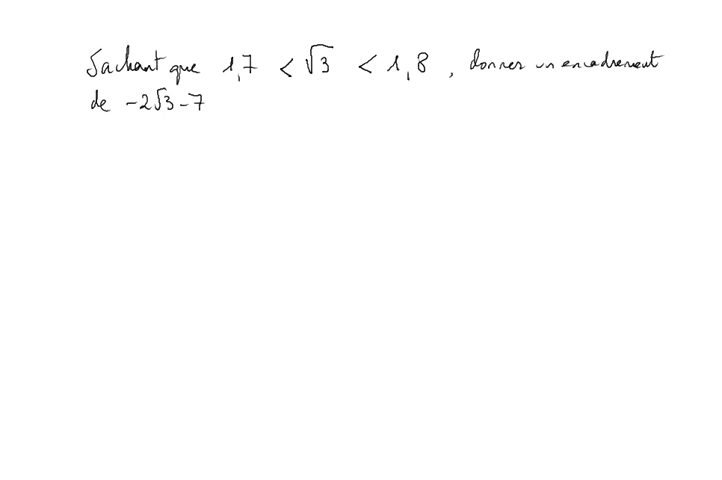 Sachant que 1,7 < √3 < 1,8 , donner un encadrement
de -2√3-7